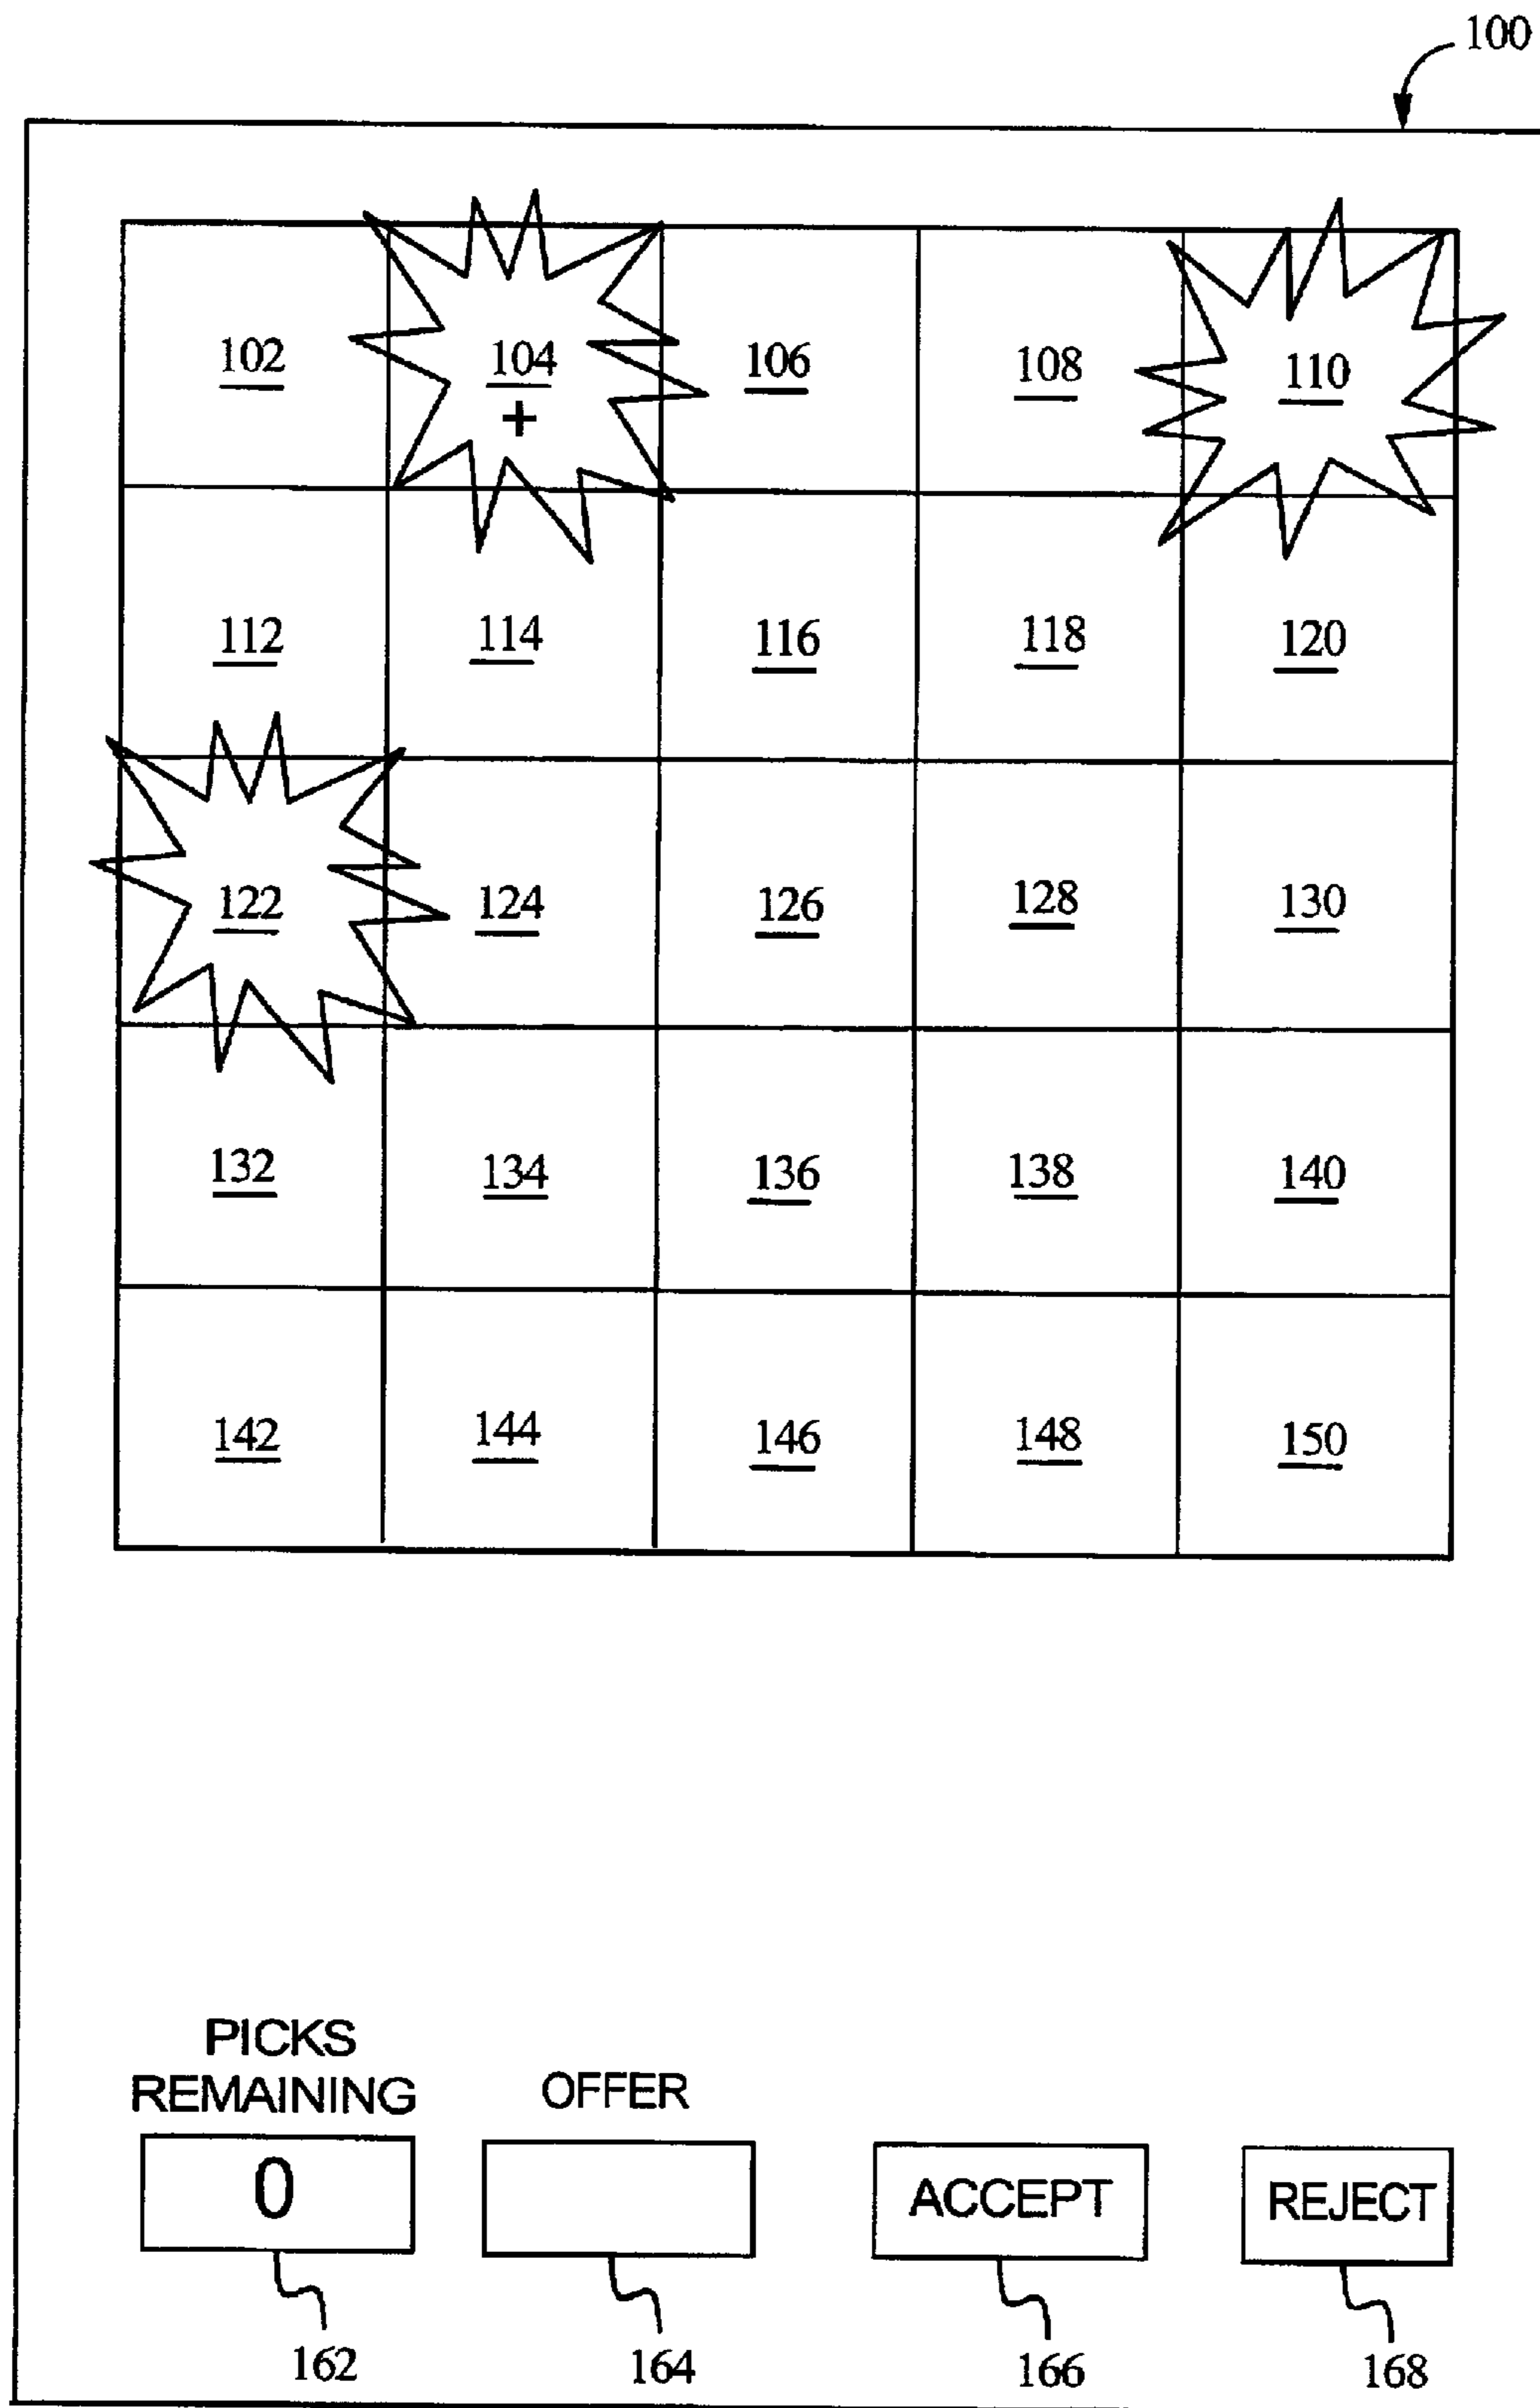 100
102 104 106 108 110
+
112 114 116 118 120
122 124 126 128 130
132 134 136 138 140
142 144 146 148 150
PICKS
REMAINING OFFER
0 ACCEPT REJECT
162 164 166 168